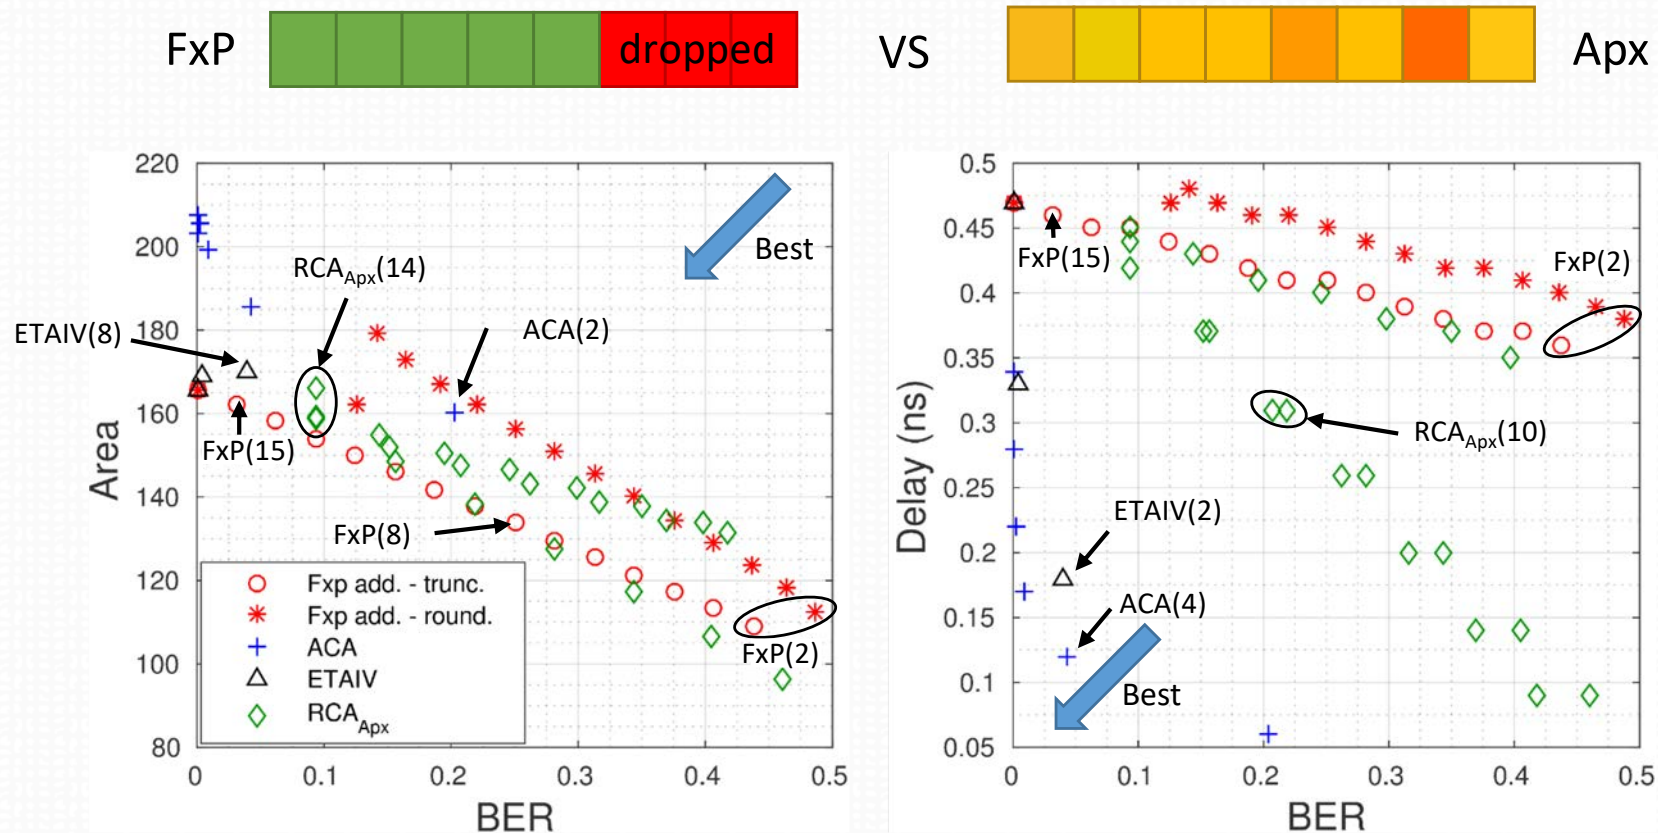 FxP dropped VS Apx
220
200
180
160
140
120
100
80
Area
0 0.1 0.2 0.3 0.4 0.5
BER
Best
RCA_Apx(14)
ETAIV(8)
ACA(2)
FxP(15)
FxP(8)
FxP(2)
Fxp add. - trunc.
Fxp add. - round.
ACA
ETAIV
RCA_Apx
0.5
0.45
0.4
0.35
0.3
0.25
0.2
0.15
0.1
0.05
Delay (ns)
0 0.1 0.2 0.3 0.4 0.5
BER
FxP(15)
FxP(2)
RCA_Apx(10)
ETAIV(2)
ACA(4)
Best